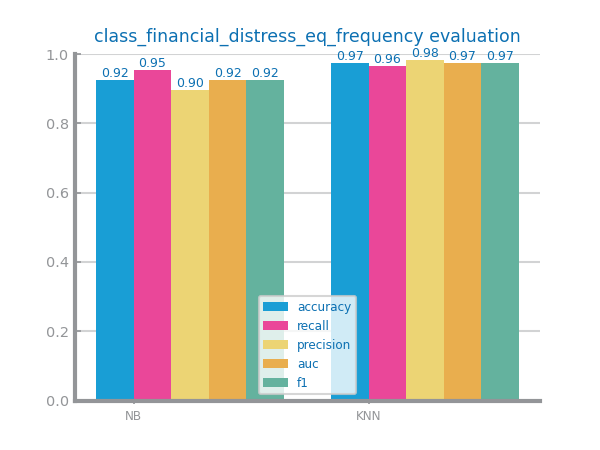 class_financial_distress_eq_frequency evaluation
1.0
0.8
0.6
0.4
0.2
0.0
0.92
0.95
0.90
0.92
0.92
0.97
0.96
0.98
0.97
0.97
accuracy
recall
precision
auc
f1
NB
KNN